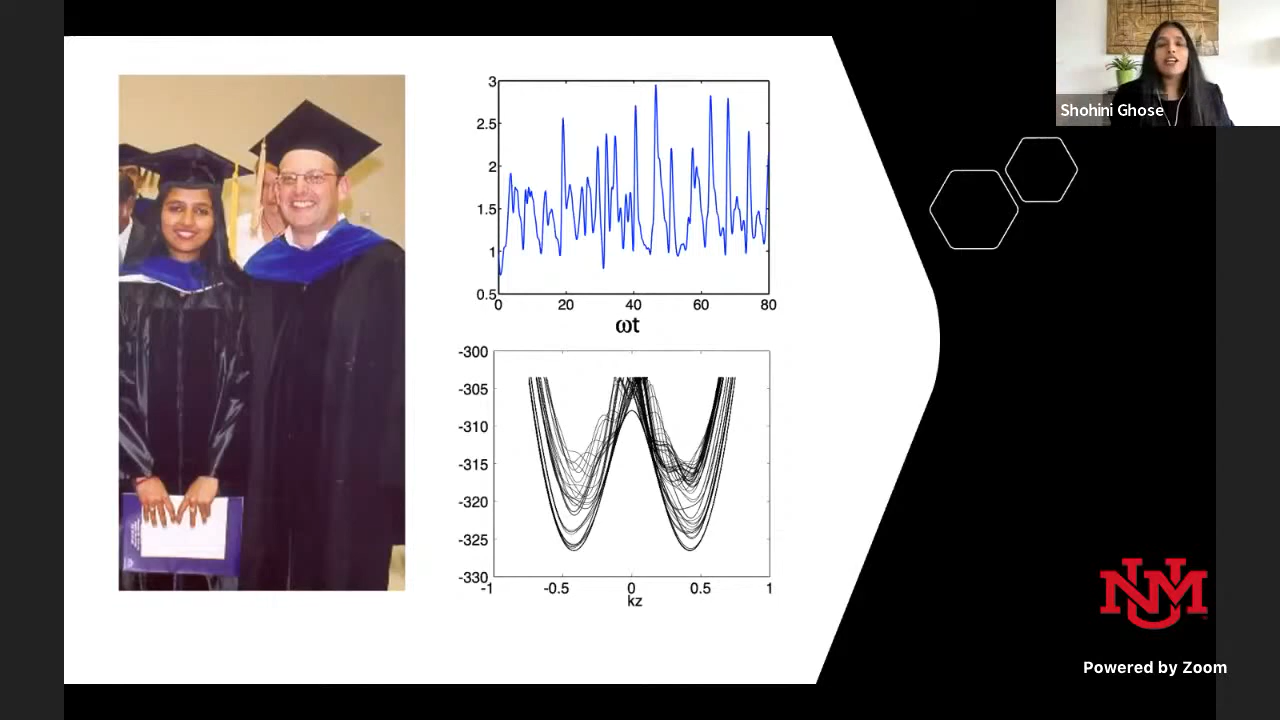 Shohini Ghose
3
2.5
2
1.5
1
0.5
0 20 40 60 80
ωt
-300
-305
-310
-315
-320
-325
-330
-1 -0.5 0 0.5 1
kz
UNM
Powered by Zoom